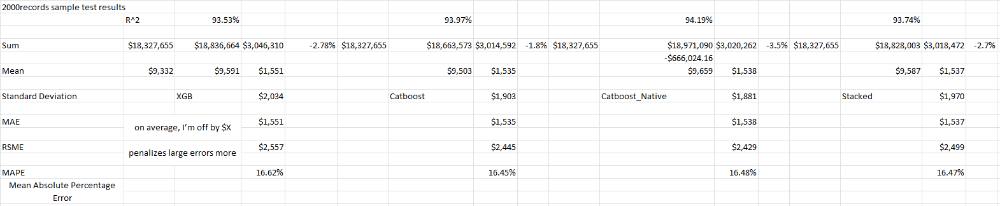 2000records sample test results
R^2 93.53% 93.97% 94.19% 93.74%
Sum $18,327,655 $18,836,664 $3,046,310 -2.78% $18,327,655 $18,663,573 $3,014,592 -1.8% $18,327,655 $18,971,090 $3,020,262 -3.5% $18,327,655 $18,828,003 $3,018,472 -2.7%
-$666,024.16
Mean $9,332 $9,591 $1,551 $9,503 $1,535 $9,659 $1,538 $9,587 $1,537
Standard Deviation XGB $2,034 Catboost $1,903 Catboost_Native $1,881 Stacked $1,970
MAE $1,551 $1,535 $1,538 $1,537
on average, I’m off by $X
RSME $2,557 $2,445 $2,429 $2,499
penalizes large errors more
MAPE 16.62% 16.45% 16.48% 16.47%
Mean Absolute Percentage
Error